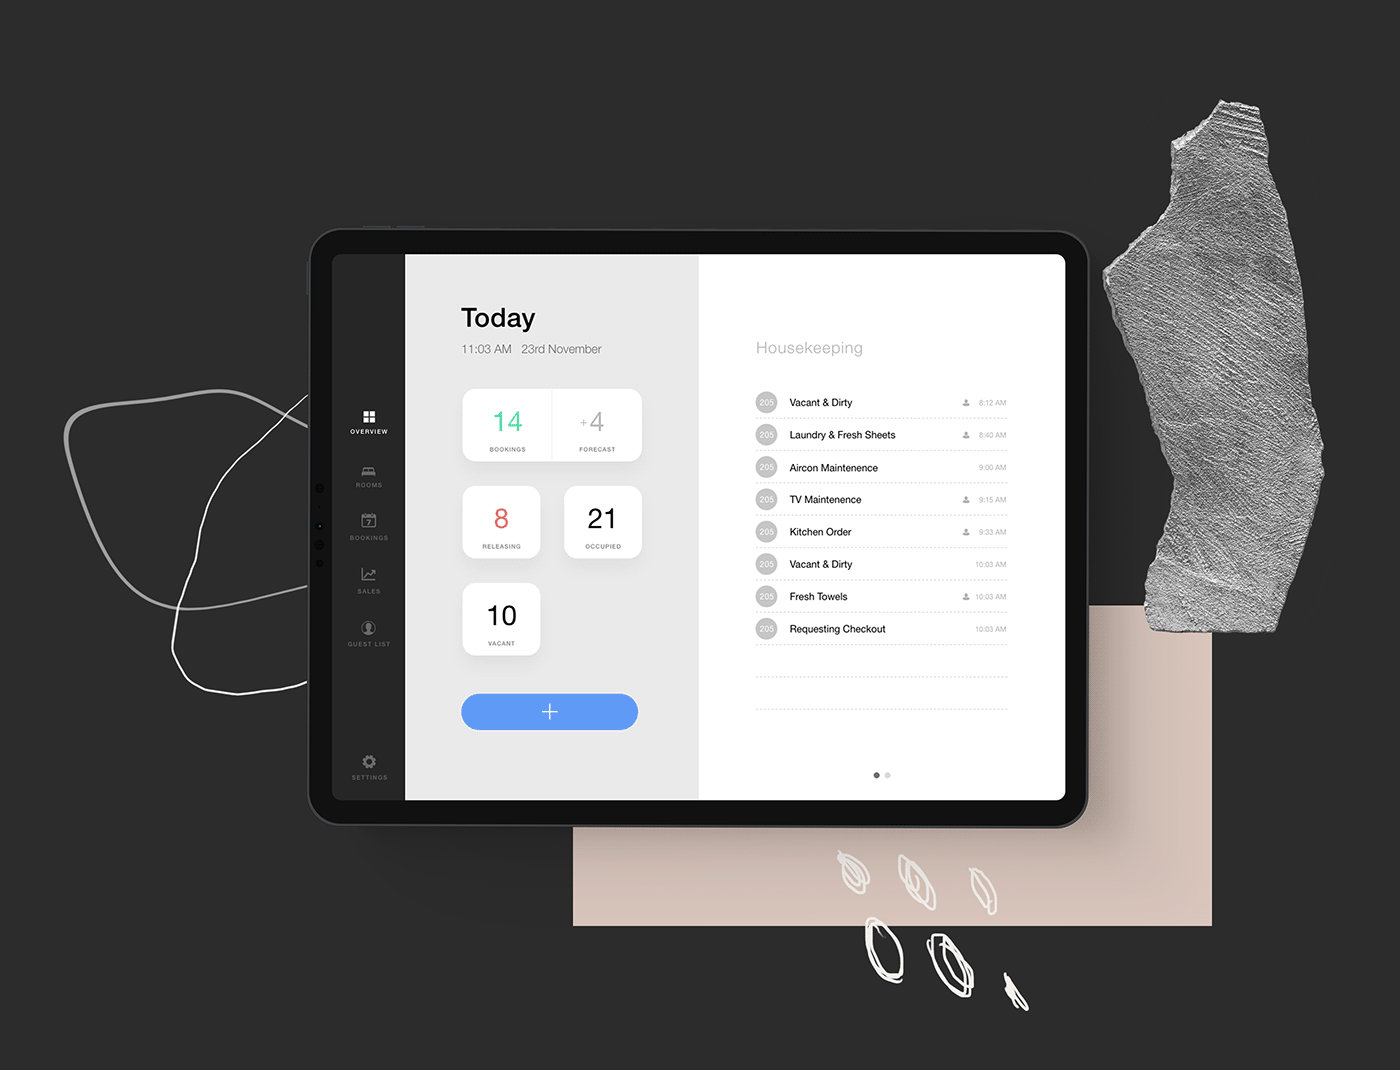 Today
11:03 AM 23rd November
14
BOOKINGS
+4
FORECAST
8
RELEASING
21
OCCUPIED
10
VACANT
+
OVERVIEW
ROOMS
7
BOOKINGS
SALES
GUEST LIST
SETTINGS
Housekeeping
205 Vacant & Dirty 8:12 AM
205 Laundry & Fresh Sheets 8:40 AM
205 Aircon Maintenence 9:00 AM
205 TV Maintenence 9:15 AM
205 Kitchen Order 9:33 AM
205 Vacant & Dirty 10:03 AM
205 Fresh Towels 10:03 AM
205 Requesting Checkout 10:03 AM